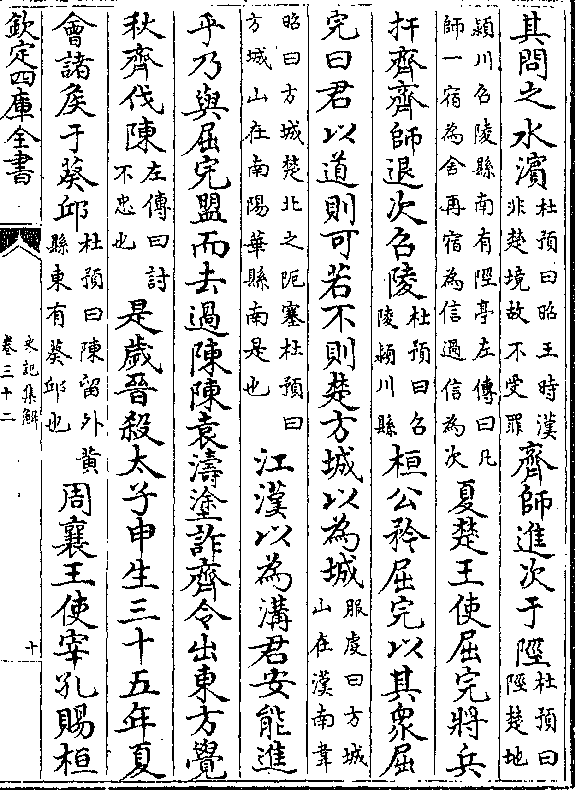 其問之水濱杜預曰昭王時漢非楚境故不受罪齊師進次于陘杜預曰陘楚地
潁川召陵縣南有陘亭左傳曰凡師一宿為舍再宿為信過信為次夏楚王使屈完將兵
扞齊齊師退次召陵杜預曰召陵潁川縣桓公矜屈完以其衆屈
完曰君以道則可若不則楚方城以為城服虔曰方城山在漢南韋
昭曰方城楚北之阨塞杜預曰方城山在南陽葉縣南是也江漢以為溝君安能進
乎乃與屈完盟而去過陳陳袁濤塗詐齊令出東方覺
秋齊伐陳左傳曰討不忠也是歲晉殺太子申生三十五年夏
會諸矦于葵邱杜預曰陳留外黄縣東有葵邱也周襄王使宰孔賜桓
欽定四庫全書
史記集解
卷三十二
十